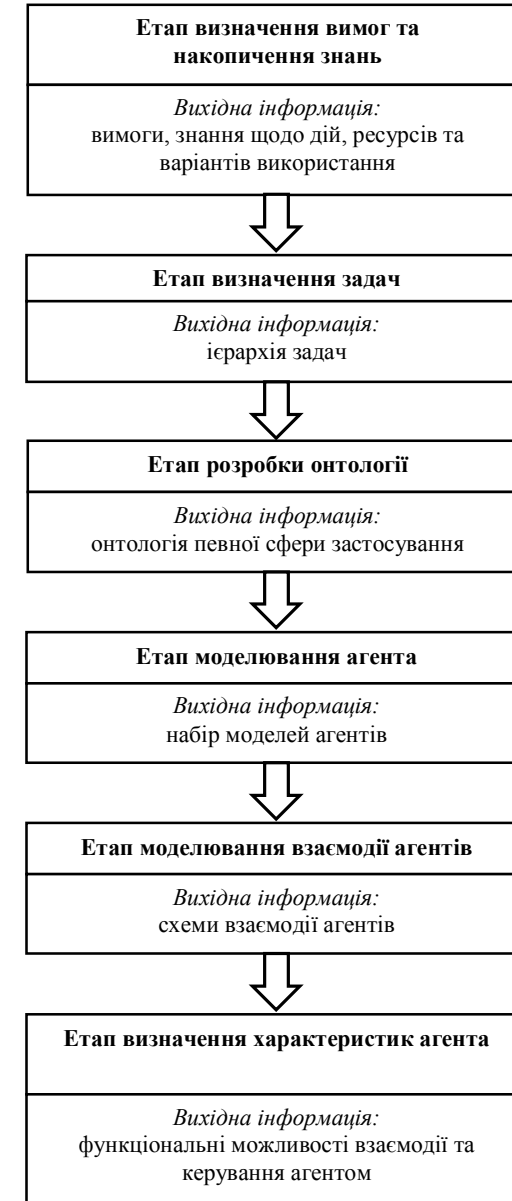 Етап визначення вимог та
накопичення знань
Вихідна інформація:
вимоги, знання щодо дій, ресурсів та
варіантів використання
Етап визначення задач
Вихідна інформація:
ієрархія задач
Етап розробки онтології
Вихідна інформація:
онтологія певної сфери застосування
Етап моделювання агента
Вихідна інформація:
набір моделей агентів
Етап моделювання взаємодії агентів
Вихідна інформація:
схеми взаємодії агентів
Етап визначення характеристик агента
Вихідна інформація:
функціональні можливості взаємодії та
керування агентом